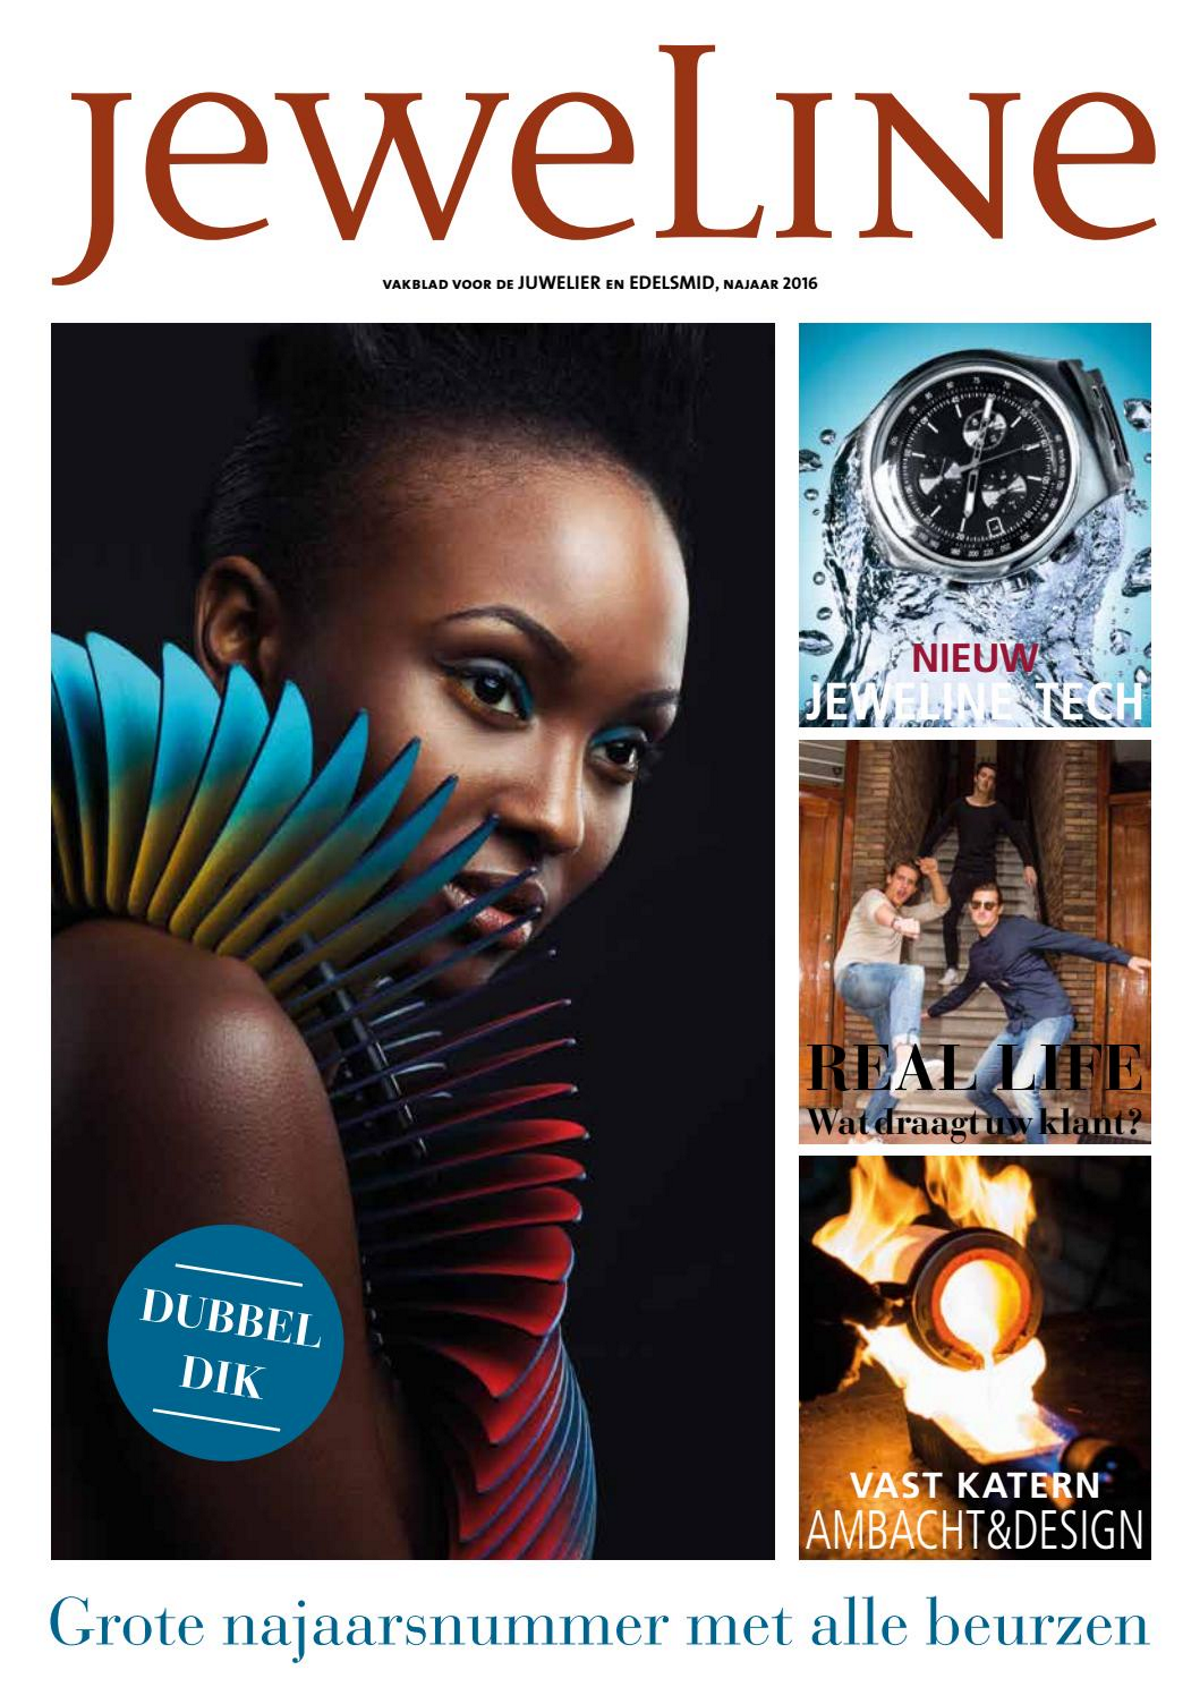 JeweLine
VAKBLAD VOOR DE JUWELIER EN EDELSMID, NAJAAR 2016
NIEUW
JEWELINE TECH
REAL LIFE
Wat draagt uw klant?
DUBBEL
DIK
VAST KATERN
AMBACHT&DESIGN
Grote najaarsnummer met alle beurzen